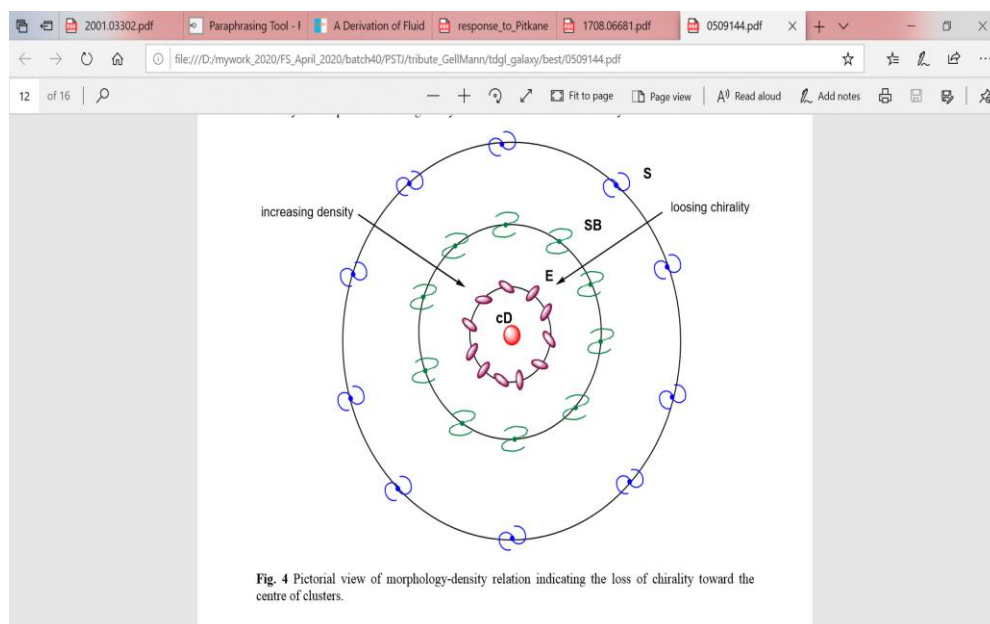 2001.03302.pdf
Paraphrasing Tool - F
A Derivation of Fluid
response_to_Pitkane
1708.06681.pdf
0509144.pdf
file:///D:/mywork_2020/FS_April_2020/batch40/PSTJ/tribute_GellMann/tdgl_galaxy/best/0509144.pdf
12 of 16
Fit to page
Page view
Read aloud
Add notes
S
increasing density
loosing chirality
SB
E
cD
Fig. 4 Pictorial view of morphology-density relation indicating the loss of chirality toward the
centre of clusters.